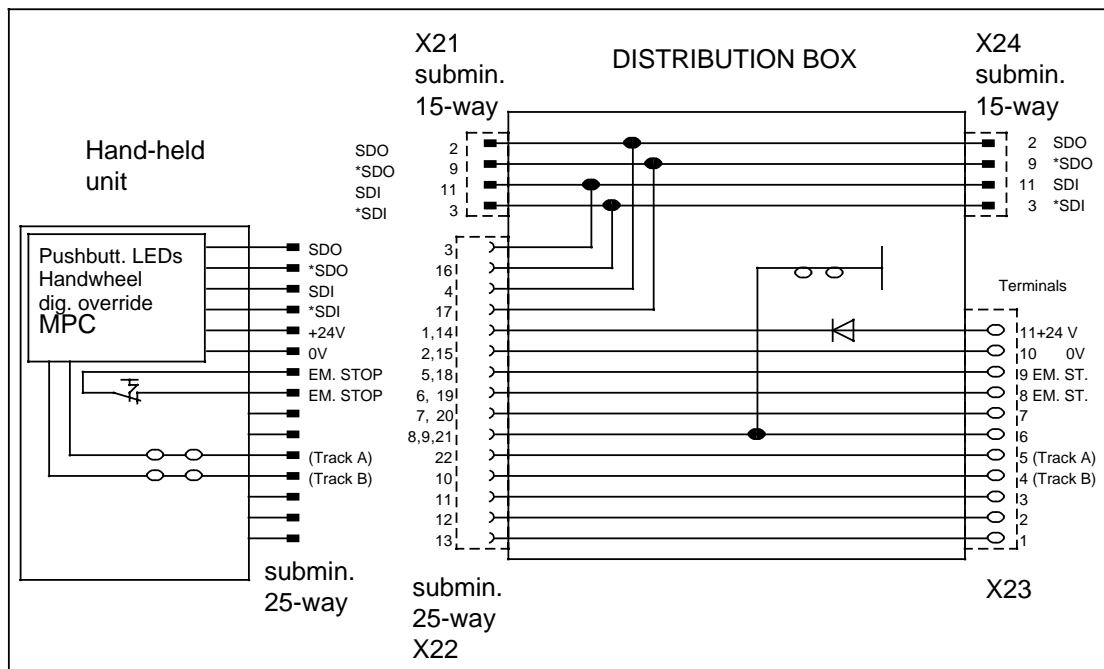 X21
submin.
15-way
DISTRIBUTION BOX
X24
submin.
15-way
Hand-held
unit
SDO
*SDO
SDI
*SDI
2
9
11
3
2 SDO
9 *SDO
11 SDI
3 *SDI
Pushbutt. LEDs
Handwheel
dig. override
MPC
SDO
*SDO
SDI
*SDI
+24V
0V
EM. STOP
EM. STOP
(Track A)
(Track B)
submin.
25-way
3
16
4
17
1,14
2,15
5,18
6, 19
7, 20
8,9,21
22
10
11
12
13
submin.
25-way
X22
Terminals
11+24 V
10 0V
9 EM. ST.
8 EM. ST.
7
6
5 (Track A)
4 (Track B)
3
2
1
X23